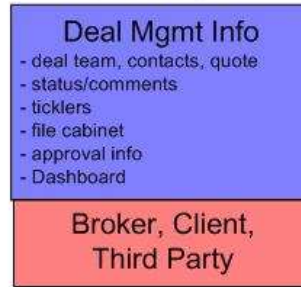 Deal Mgmt Info
- deal team, contacts, quote
- status/comments
- ticklers
- file cabinet
- approval info
- Dashboard
Broker, Client,
Third Party